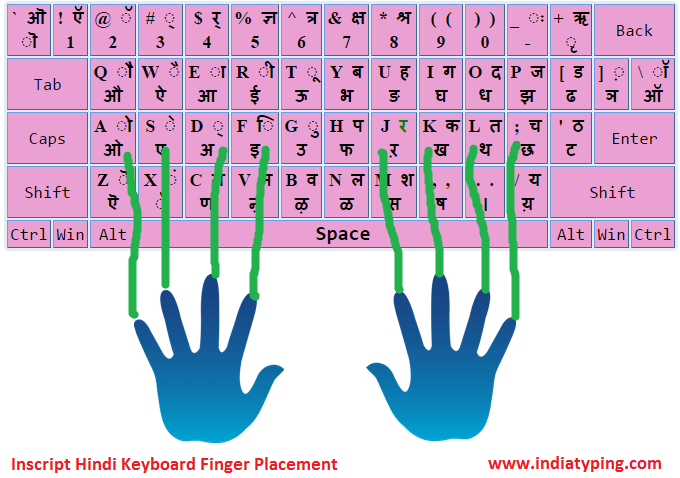 ` ऒ ! ऍ @ ॅ # ् $ र् % ज्ञ ^ त्र & क्ष * श्र ( ( ) ) _ ः + ऋ Back
ॊ 1 2 3 4 5 6 7 8 9 0 - ृ
Tab Q ौ W ै E ा R ी T ू Y ब U ह I ग O द P ज [ ड ] ़ \ ॉ
औ ऐ आ ई ऊ भ ङ घ ध झ ढ ञ ऑ
Caps A ो S े D ् F ि G ु H प J र K क L त ; च ' ठ Enter
ओ ए अ इ उ फ ऱ ख थ छ ट
Shift Z ॆ X ं C V B व N ल M श , , . . / य Shift
ऎ ँ ण ऩ ऴ ळ स ष । य़
Ctrl Win Alt Space Alt Win Ctrl
Inscript Hindi Keyboard Finger Placement www.indiatyping.com